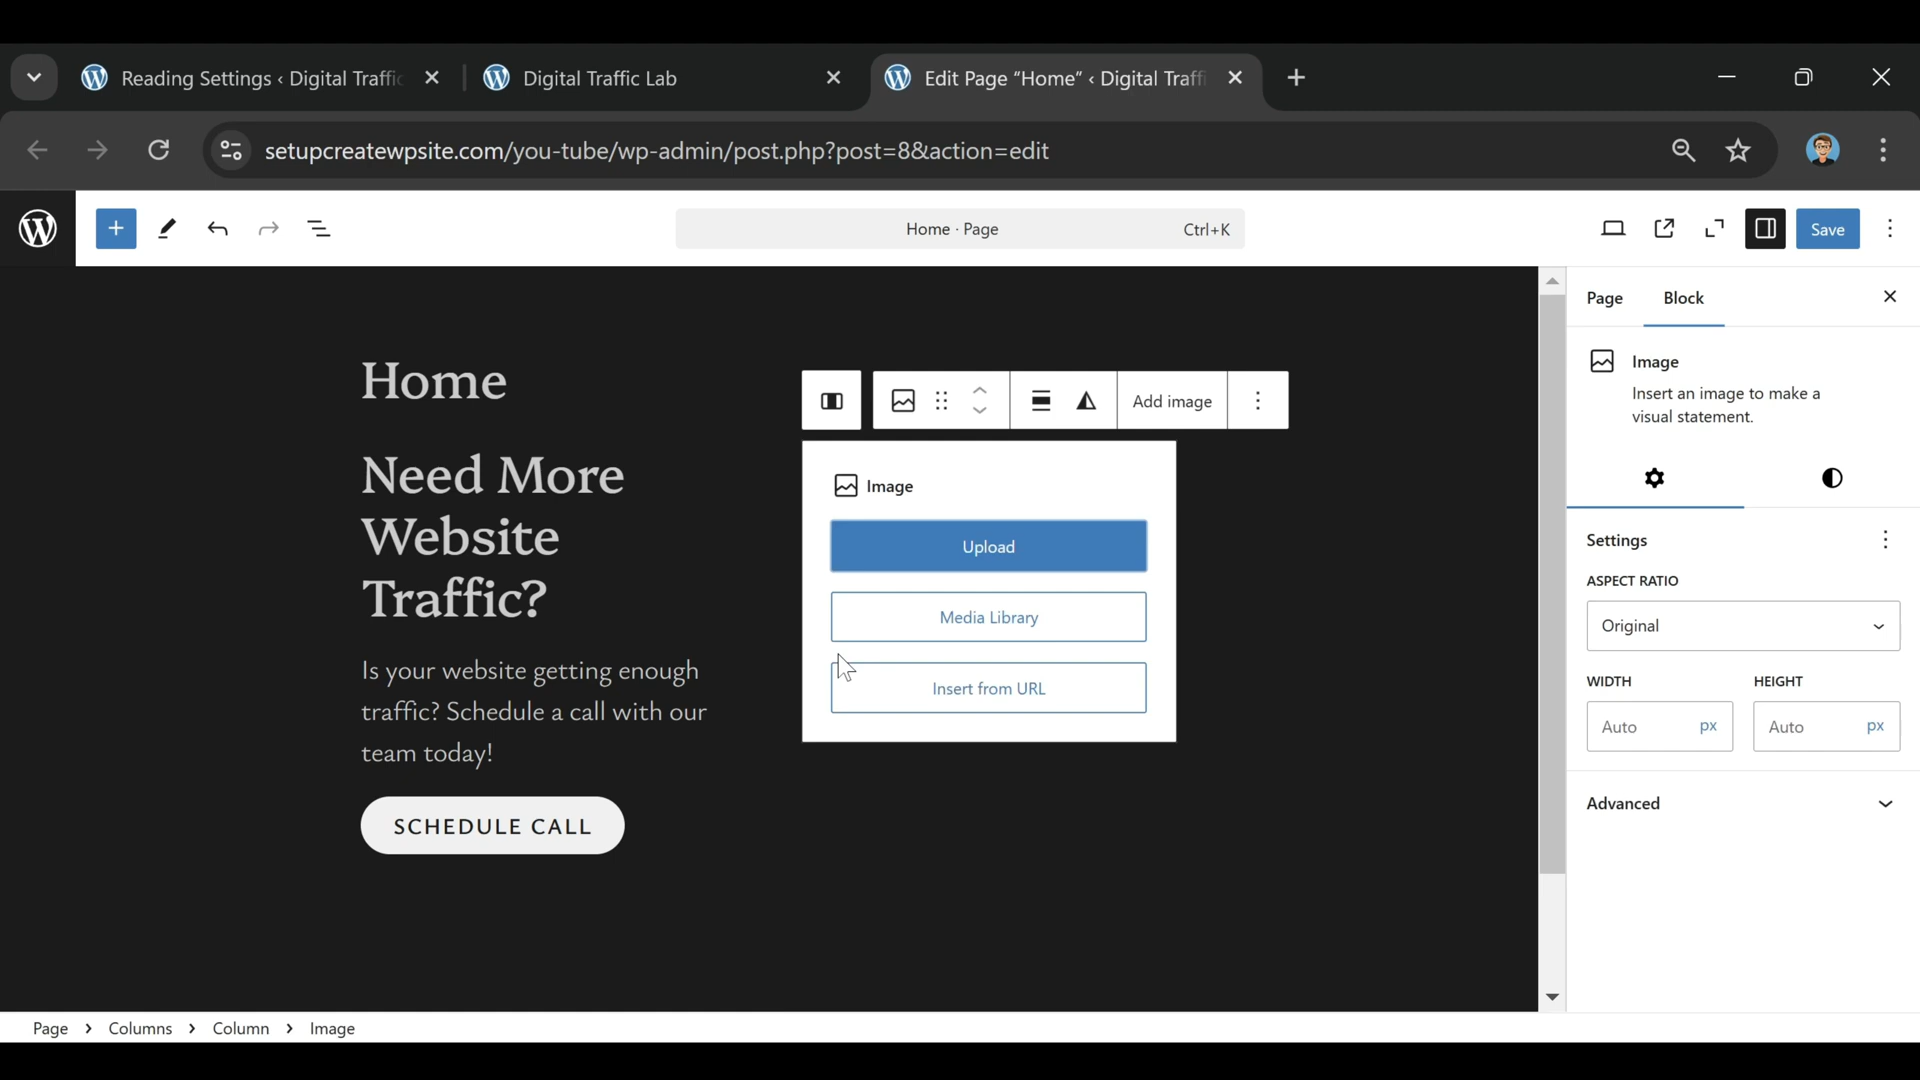 Reading Settings ‹ Digital Traffic
Digital Traffic Lab
Edit Page “Home” ‹ Digital Traffi
setupcreatewpsite.com/you-tube/wp-admin/post.php?post=8&action=edit
Home · Page
Ctrl+K
Save
Page
Block
Image
Insert an image to make a
visual statement.
Settings
ASPECT RATIO
Original
WIDTH
HEIGHT
Auto
px
Auto
px
Advanced
Home
Need More
Website
Traffic?
Is your website getting enough
traffic? Schedule a call with our
team today!
SCHEDULE CALL
Add image
Image
Upload
Media Library
Insert from URL
Page > Columns > Column > Image